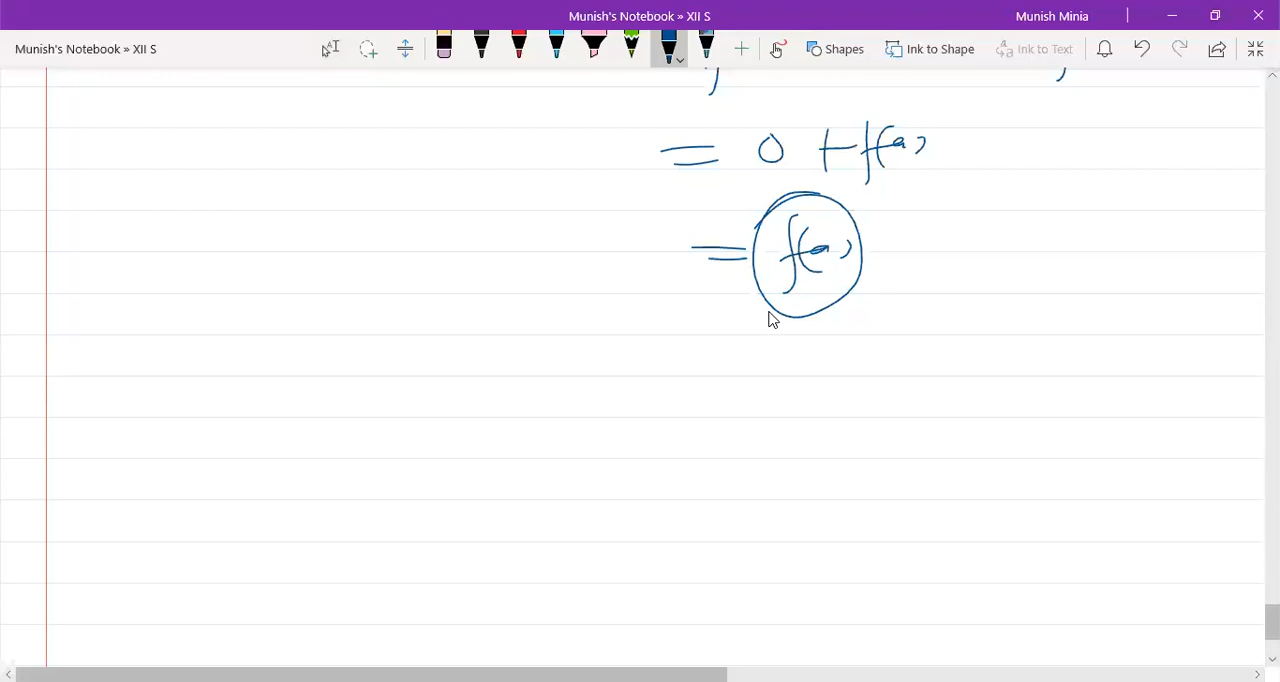 Munish's Notebook » XII S
Munish Minia
Munish's Notebook » XII S
Shapes
Ink to Shape
Ink to Text
= 0 + f(a)
= f(a)